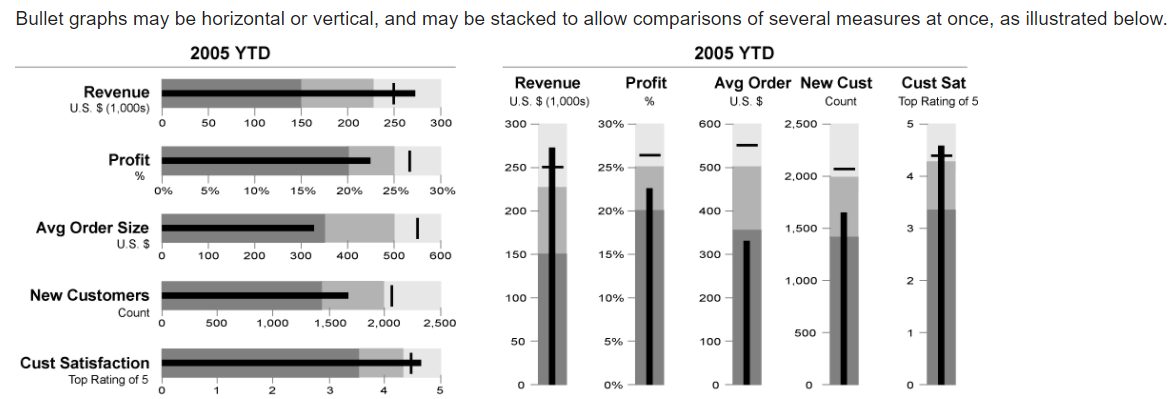 Bullet graphs may be horizontal or vertical, and may be stacked to allow comparisons of several measures at once, as illustrated below.
2005 YTD
Revenue
U.S. $ (1,000s)
0 50 100 150 200 250 300
Profit
%
0% 5% 10% 15% 20% 25% 30%
Avg Order Size
U.S. $
0 100 200 300 400 500 600
New Customers
Count
0 500 1,000 1,500 2,000 2,500
Cust Satisfaction
Top Rating of 5
0 1 2 3 4 5
2005 YTD
Revenue
U.S. $ (1,000s)
300
250
200
150
100
50
0
Profit
%
30%
25%
20%
15%
10%
5%
0%
Avg Order
U.S. $
600
500
400
300
200
100
0
New Cust
Count
2,500
2,000
1,500
1,000
500
0
Cust Sat
Top Rating of 5
5
4
3
2
1
0